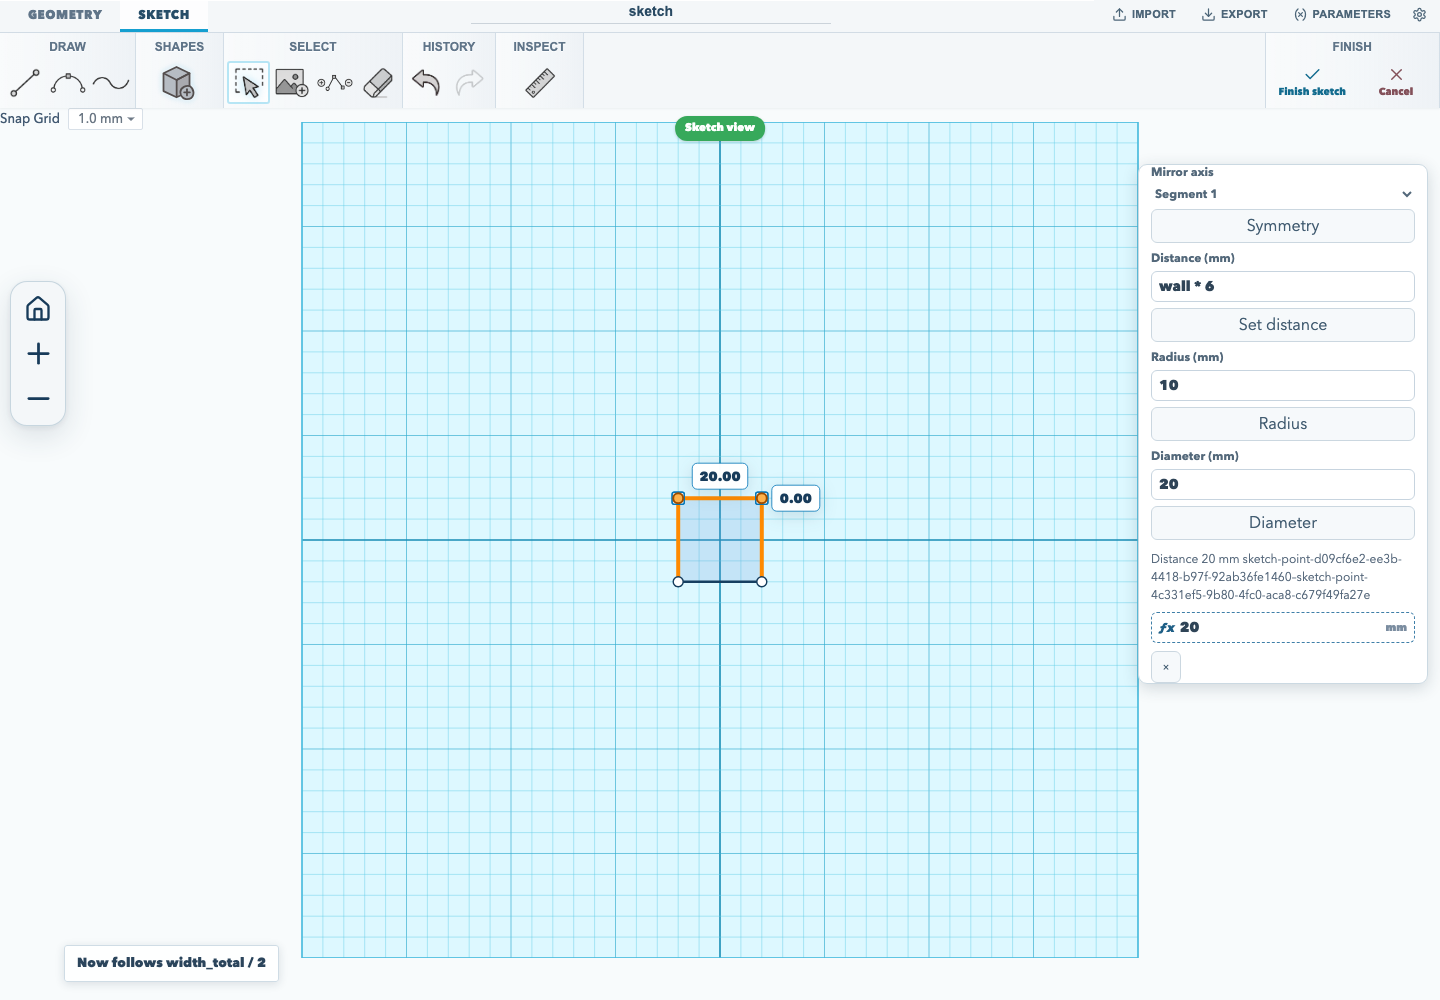 GEOMETRY
SKETCH
sketch
IMPORT
EXPORT
PARAMETERS
DRAW
SHAPES
SELECT
HISTORY
INSPECT
FINISH
Finish sketch
Cancel
Snap Grid
1.0 mm
Sketch view
Mirror axis
Segment 1
Symmetry
Distance (mm)
wall * 6
Set distance
Radius (mm)
10
Radius
Diameter (mm)
20
Diameter
Distance 20 mm sketch-point-d09cf6e2-ee3b-
4418-b97f-92ab36fe1460–sketch-point-
4c331ef5-9b80-4fc0-aca8-c679f49fa27e
ƒx 20 mm
×
20.00
0.00
Now follows width_total / 2